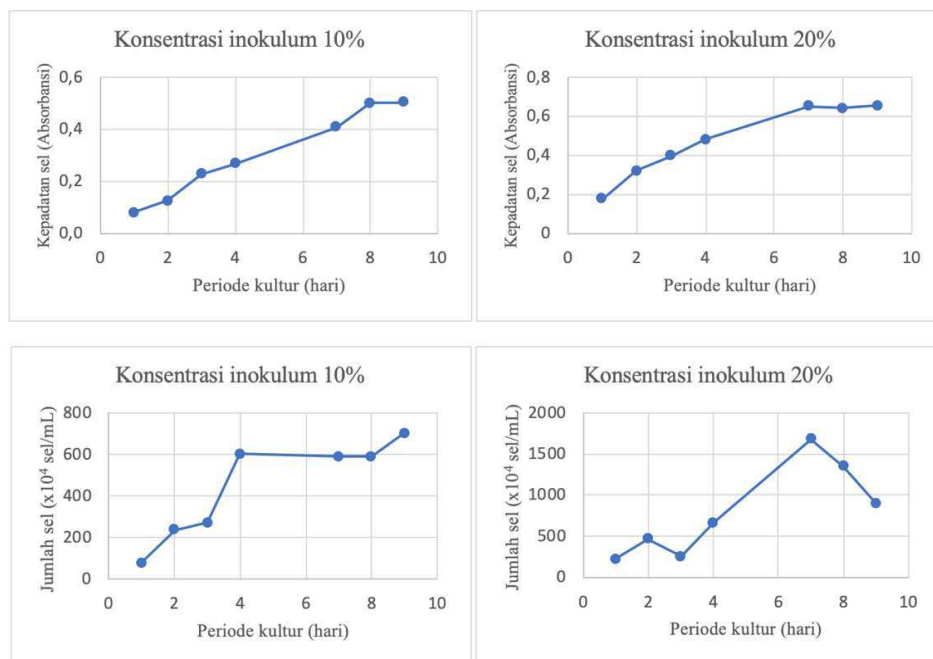 Konsentrasi inokulum 10%
Kepadatan sel (Absorbansi)
0,6
0,4
0,2
0,0
0 2 4 6 8 10
Periode kultur (hari)
Konsentrasi inokulum 20%
Kepadatan sel (Absorbansi)
0,8
0,6
0,4
0,2
0
0 2 4 6 8 10
Periode kultur (hari)
Konsentrasi inokulum 10%
Jumlah sel (x10⁴ sel/mL)
800
600
400
200
0
0 2 4 6 8 10
Periode kultur (hari)
Konsentrasi inokulum 20%
Jumlah sel (x10⁴ sel/mL)
2000
1500
1000
500
0
0 2 4 6 8 10
Periode kultur (hari)